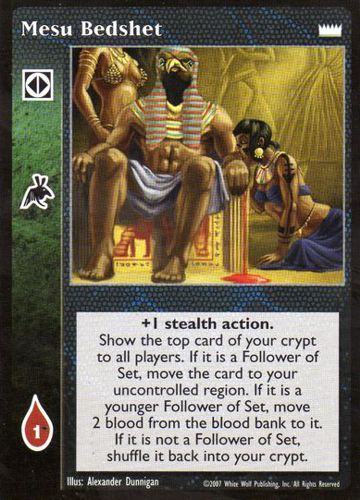 Mesu Bedshet
+1 stealth action.
Show the top card of your crypt
to all players. If it is a Follower of
Set, move the card to your
uncontrolled region. If it is a
younger Follower of Set, move
2 blood from the blood bank to it.
If it is not a Follower of Set,
shuffle it back into your crypt.
1
Illus: Alexander Dunnigan
©2007 White Wolf Publishing, Inc. All Rights Reserved